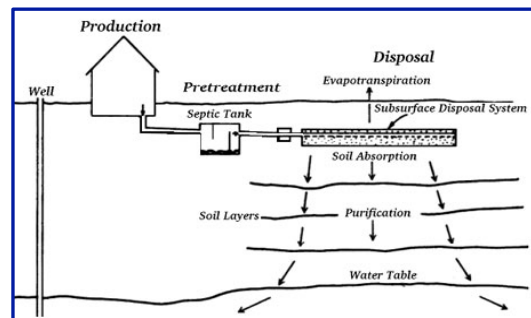 Production
Disposal
Well
Pretreatment
Evapotranspiration
Septic Tank
Subsurface Disposal System
Soil Absorption
Soil Layers
Purification
Water Table